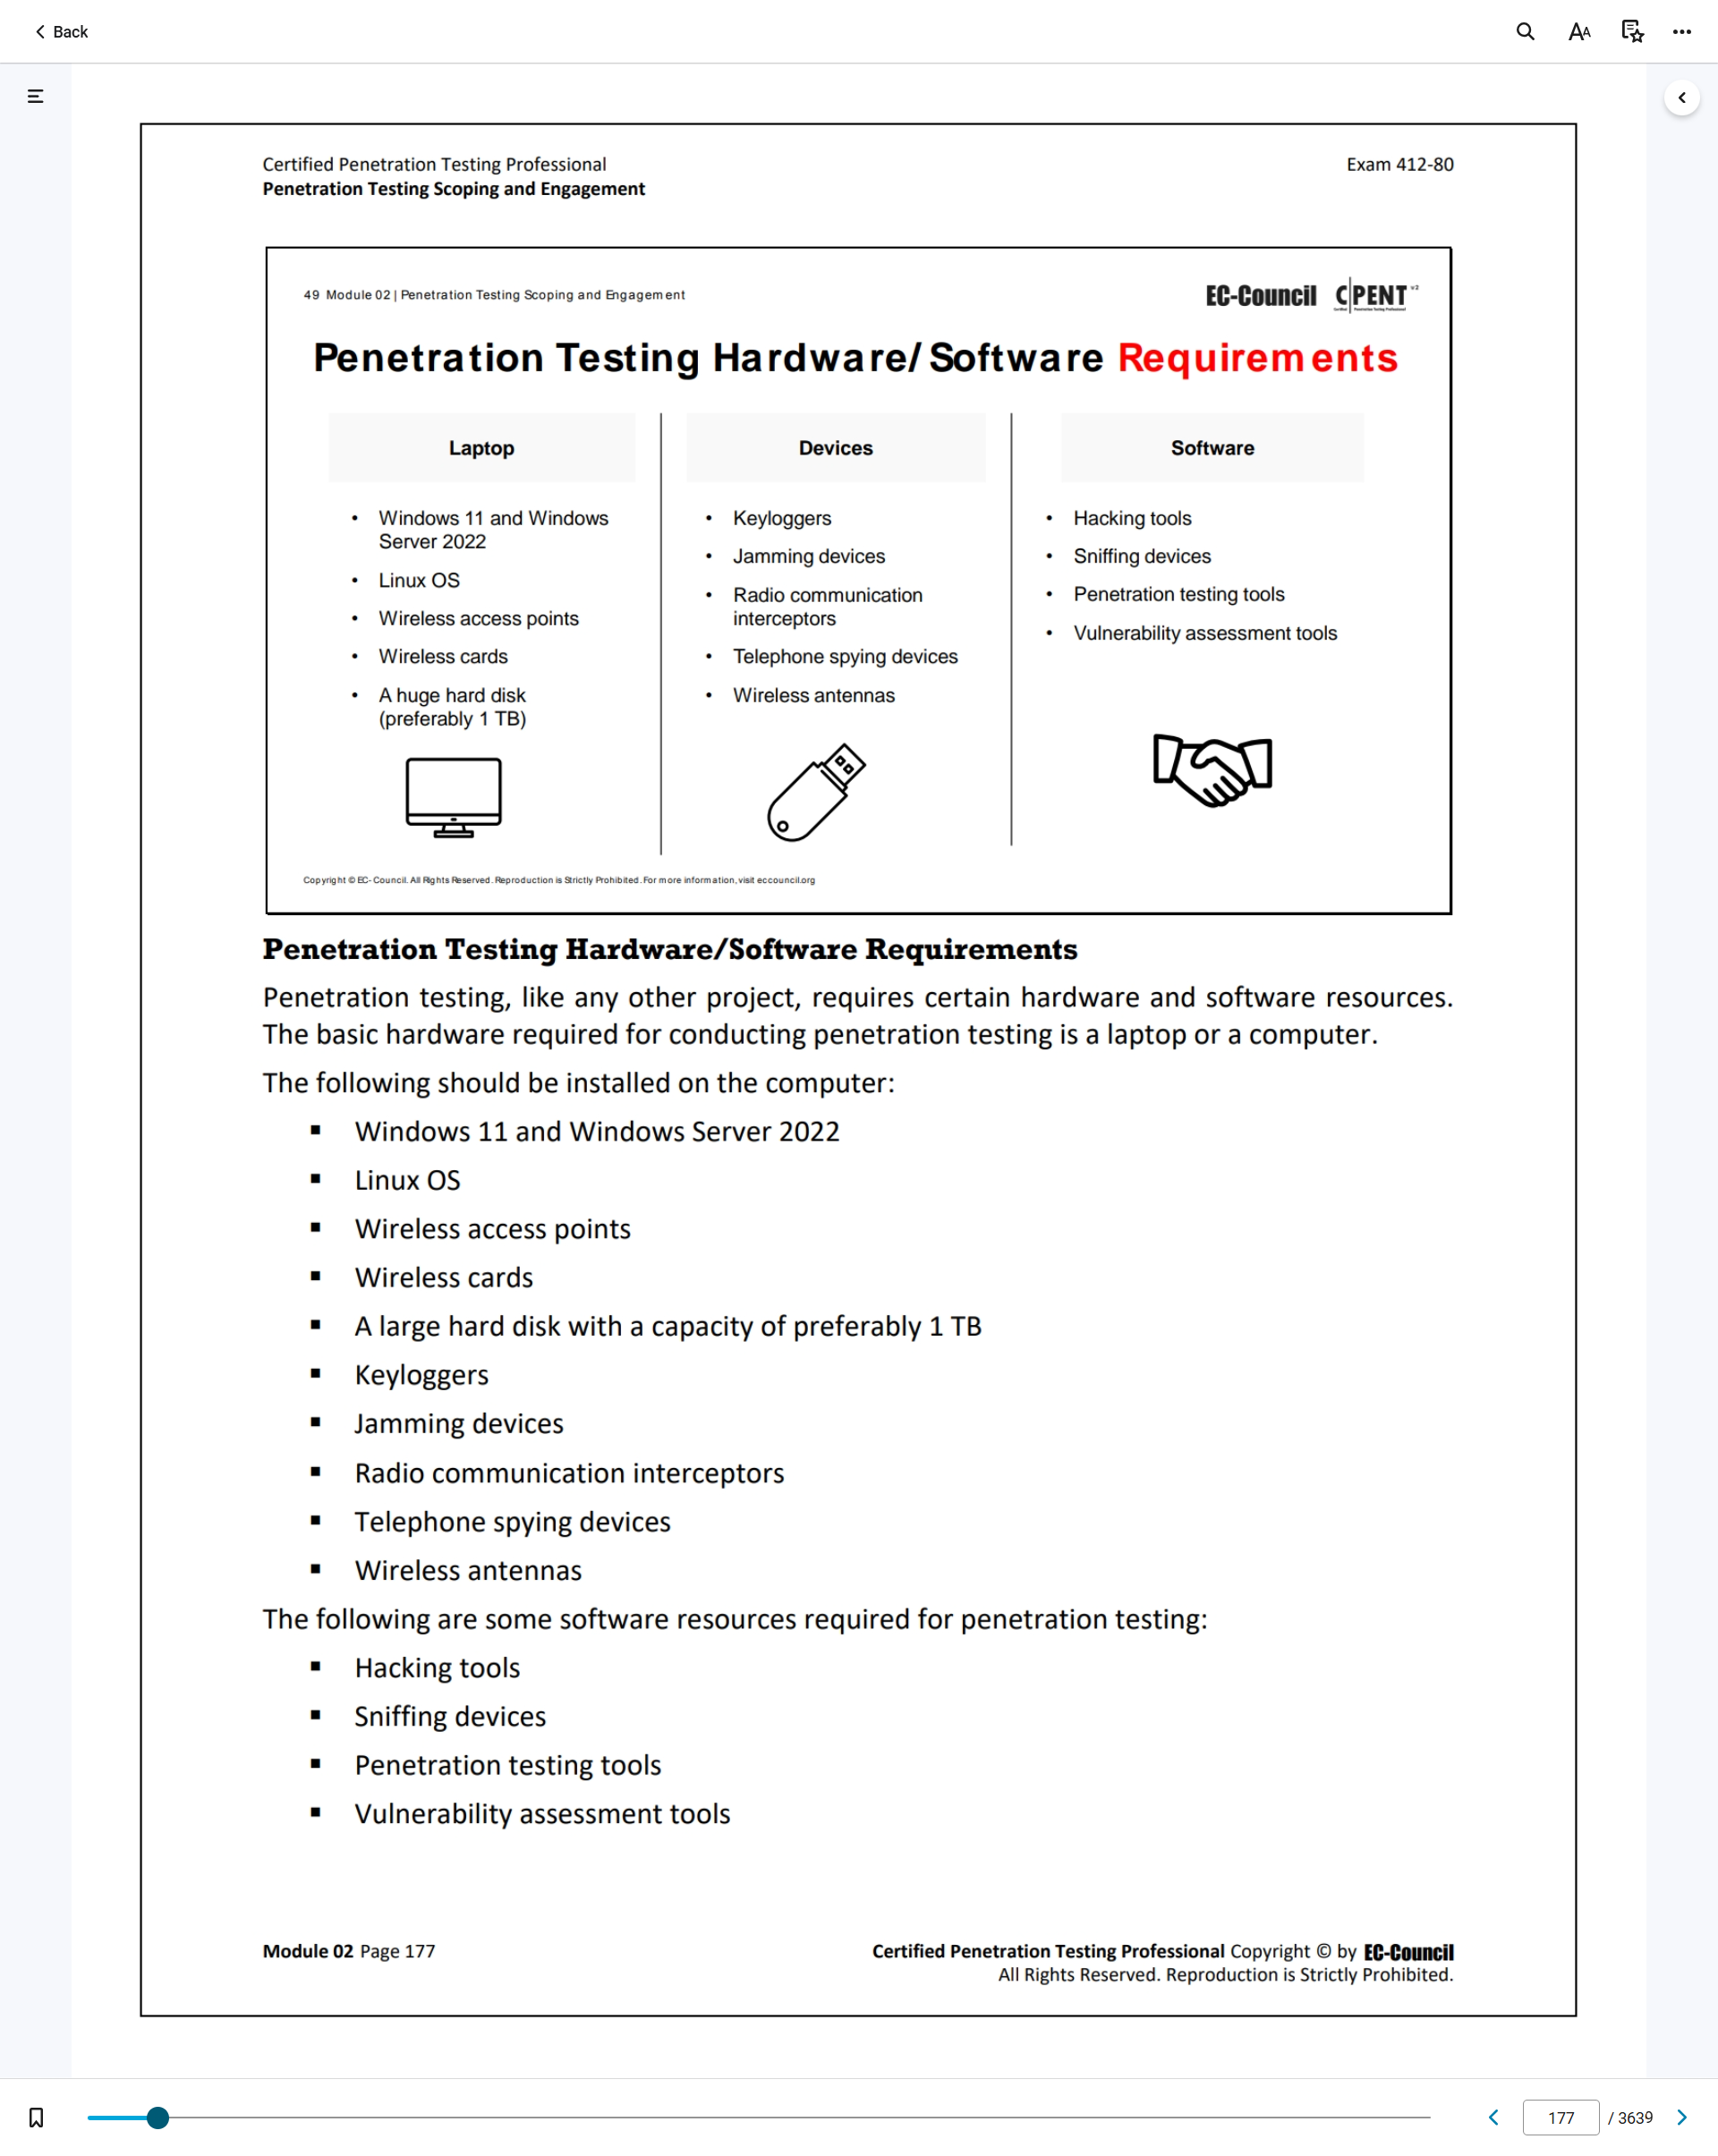 Back
Certified Penetration Testing Professional
Exam 412-80
Penetration Testing Scoping and Engagement
49 Module 02 | Penetration Testing Scoping and Engagement
EC-Council C|PENT v2
Penetration Testing Hardware/ Software Requirements
Laptop
• Windows 11 and Windows
Server 2022
• Linux OS
• Wireless access points
• Wireless cards
• A huge hard disk
(preferably 1 TB)
Devices
• Keyloggers
• Jamming devices
• Radio communication
interceptors
• Telephone spying devices
• Wireless antennas
Software
• Hacking tools
• Sniffing devices
• Penetration testing tools
• Vulnerability assessment tools
Copyright © EC- Council. All Rights Reserved. Reproduction is Strictly Prohibited. For more information, visit eccouncil.org
Penetration Testing Hardware/Software Requirements
Penetration testing, like any other project, requires certain hardware and software resources.
The basic hardware required for conducting penetration testing is a laptop or a computer.
The following should be installed on the computer:
▪ Windows 11 and Windows Server 2022
▪ Linux OS
▪ Wireless access points
▪ Wireless cards
▪ A large hard disk with a capacity of preferably 1 TB
▪ Keyloggers
▪ Jamming devices
▪ Radio communication interceptors
▪ Telephone spying devices
▪ Wireless antennas
The following are some software resources required for penetration testing:
▪ Hacking tools
▪ Sniffing devices
▪ Penetration testing tools
▪ Vulnerability assessment tools
Module 02 Page 177
Certified Penetration Testing Professional Copyright © by EC-Council
All Rights Reserved. Reproduction is Strictly Prohibited.
177 / 3639